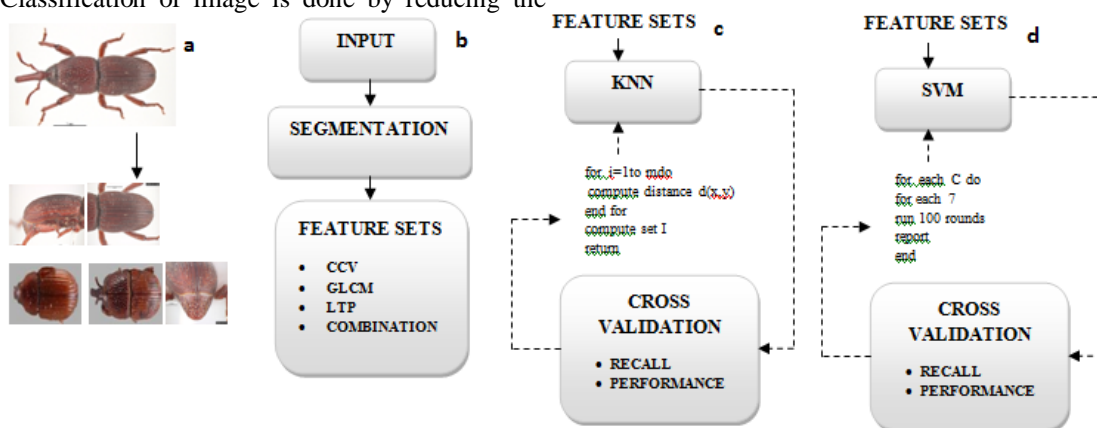 Classification of image is done by reducing the
a
b
INPUT
SEGMENTATION
FEATURE SETS
• CCV
• GLCM
• LTP
• COMBINATION
FEATURE SETS
c
KNN
for i=1to mdo
compute distance d(x,y)
end for
compute set I
return
CROSS
VALIDATION
• RECALL
• PERFORMANCE
FEATURE SETS
d
SVM
for each C do
for each 7
run 100 rounds
report
end
CROSS
VALIDATION
• RECALL
• PERFORMANCE